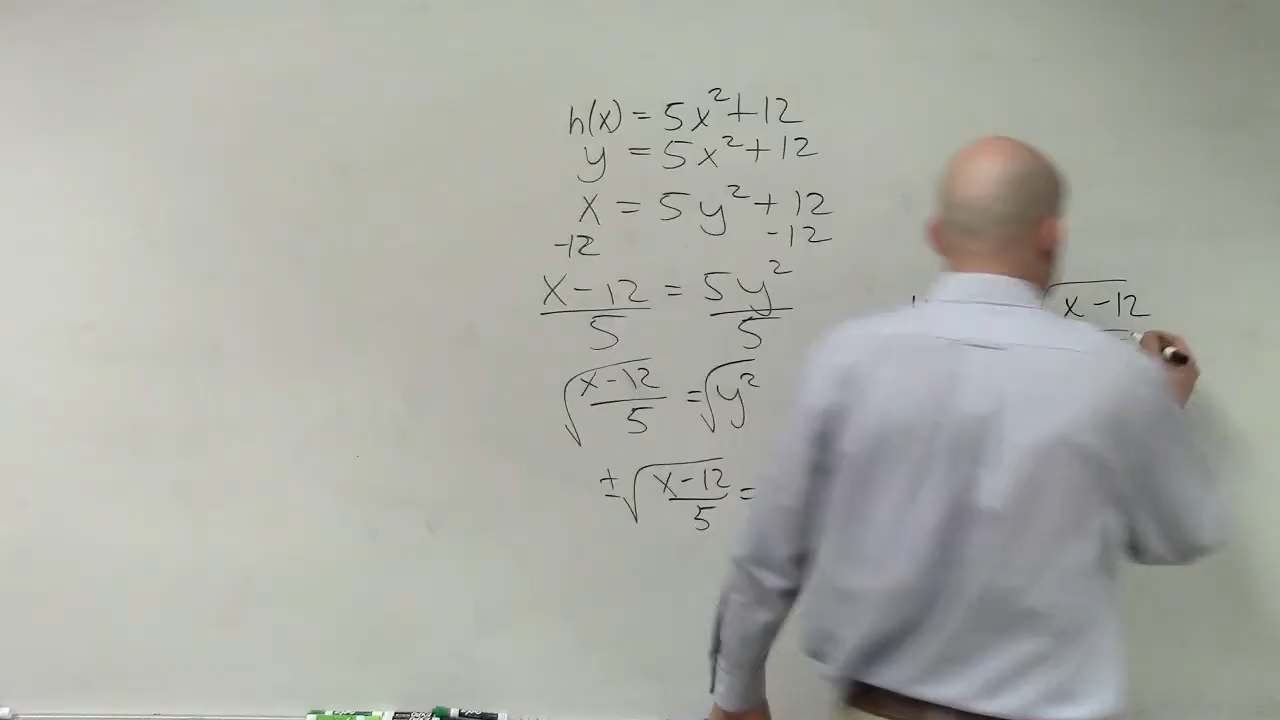 h(x) = 5x²+12
y = 5x²+12
x = 5y²+12
-12 -12
x-12 = 5y²
5 5
√x-12 = √y²
5
±√x-12 =
5
√x-12